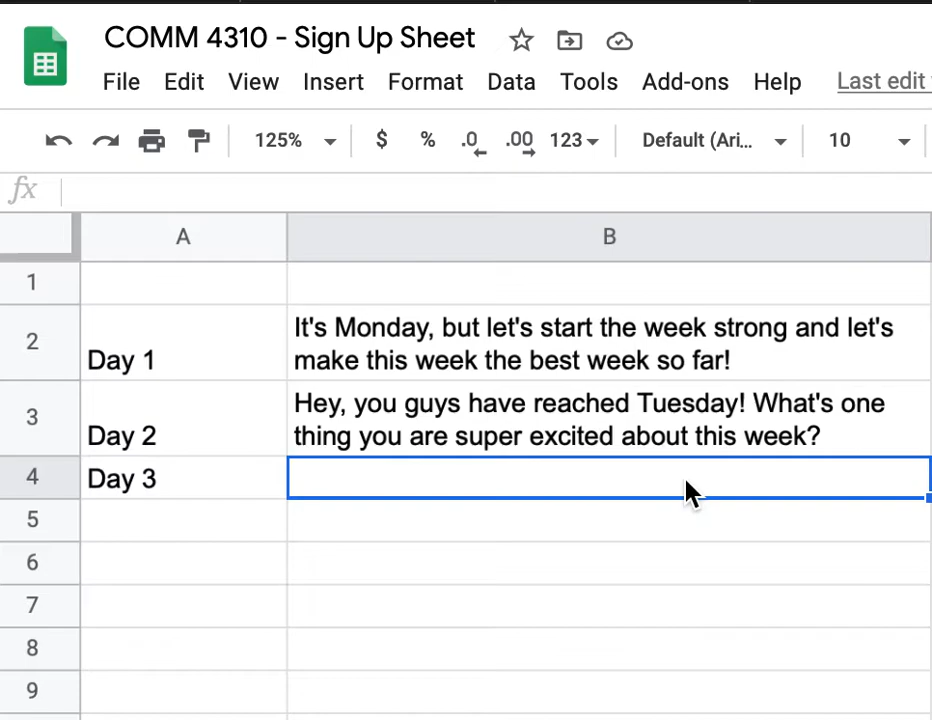 COMM 4310 - Sign Up Sheet
File Edit View Insert Format Data Tools Add-ons Help Last edit
125% $ % .0 .00 123 Default (Ari... 10
fx
A B
1
2 Day 1 It's Monday, but let's start the week strong and let's
make this week the best week so far!
3 Day 2 Hey, you guys have reached Tuesday! What's one
thing you are super excited about this week?
4 Day 3
5
6
7
8
9